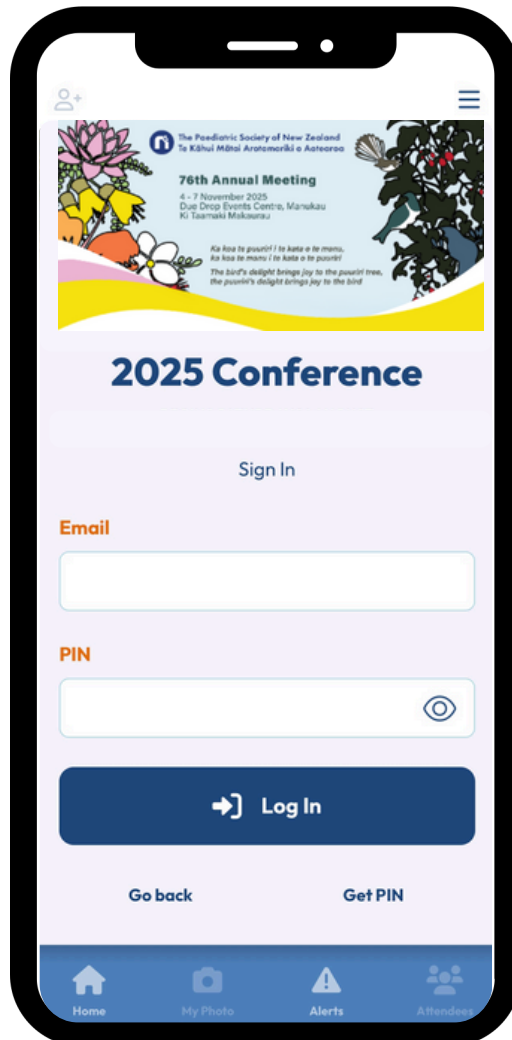 The Paediatric Society of New Zealand
Te Kāhui Mātai Arotamariki o Aotearoa
76th Annual Meeting
4 - 7 November 2025
Due Drop Events Centre, Manukau
Ki Taamaki Makaurau
Ka koa te puuriri i te kata o te manu,
ka koa te manu i te kata o te puuriri
The bird's delight brings joy to the puuriri tree,
the puuriri's delight brings joy to the bird
2025 Conference
Sign In
Email
PIN
Log In
Go back
Get PIN
Home
My Photo
Alerts
Attendees